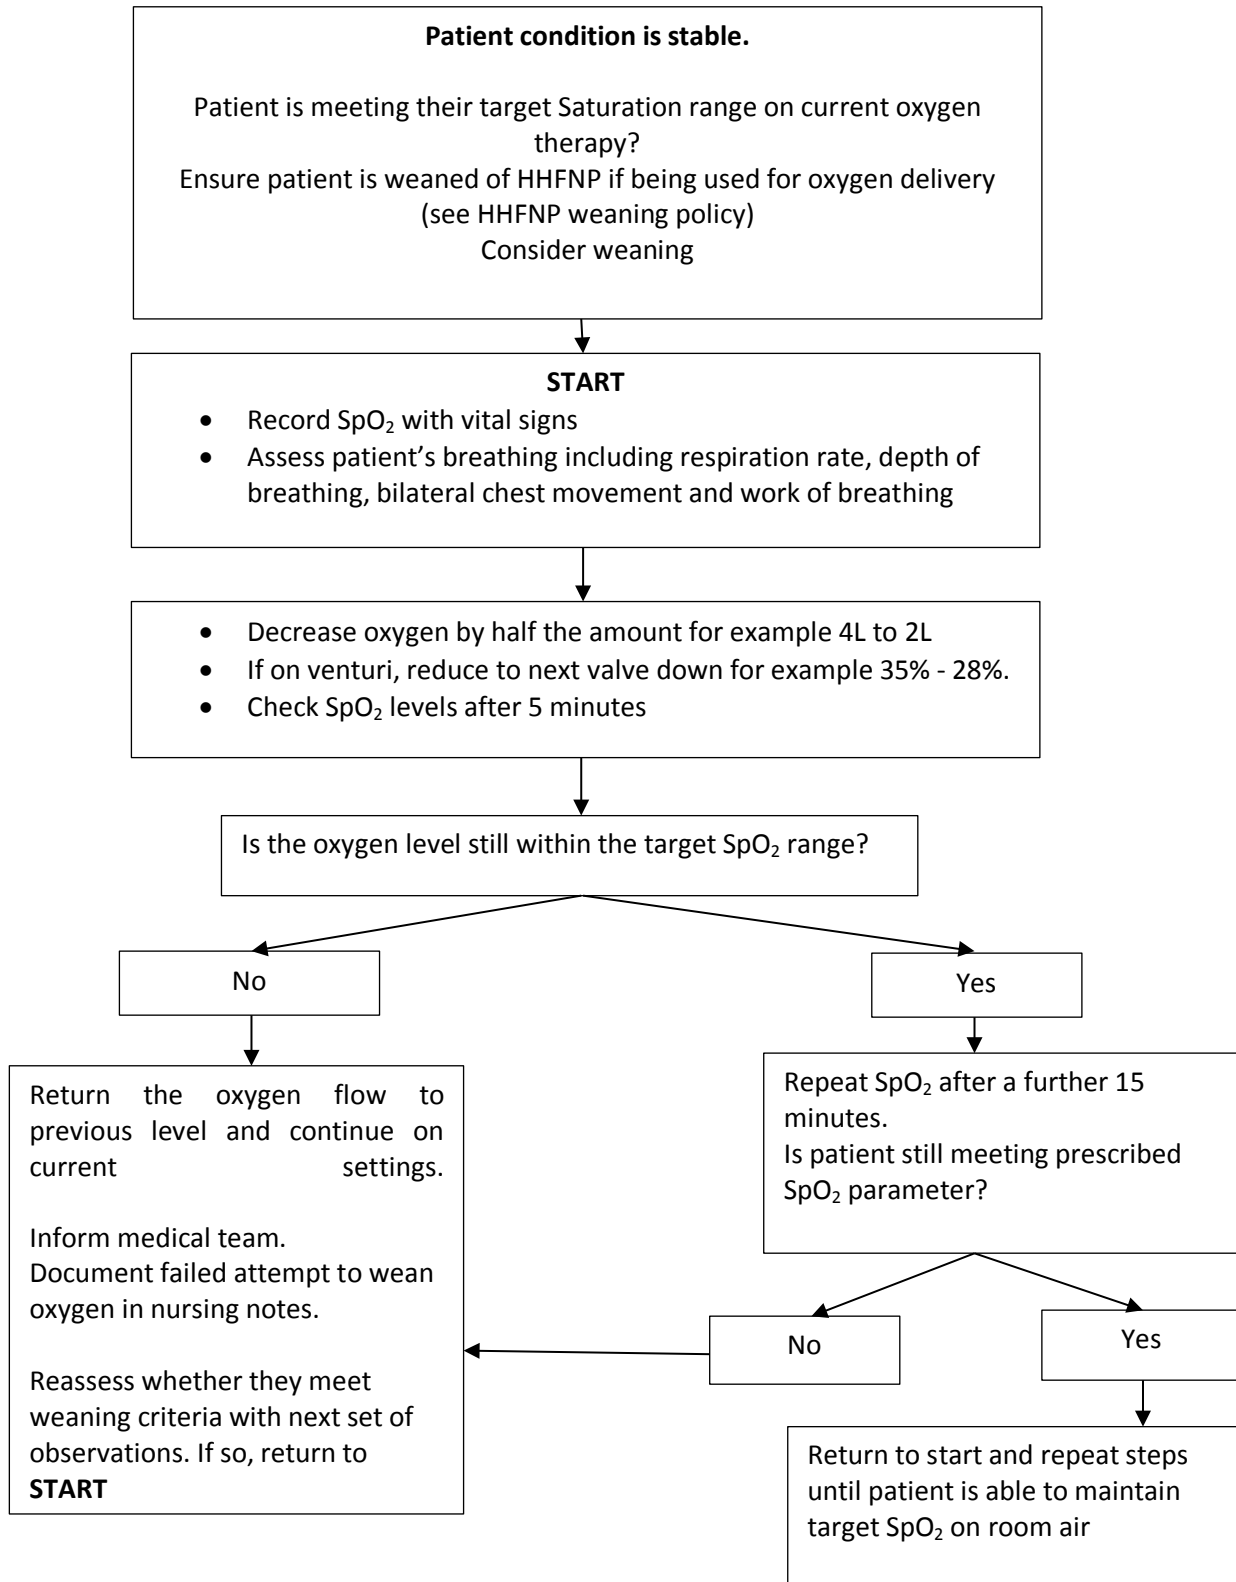 Patient condition is stable.
Patient is meeting their target Saturation range on current oxygen
therapy?
Ensure patient is weaned of HHFNP if being used for oxygen delivery
(see HHFNP weaning policy)
Consider weaning
START
• Record SpO₂ with vital signs
• Assess patient’s breathing including respiration rate, depth of
breathing, bilateral chest movement and work of breathing
• Decrease oxygen by half the amount for example 4L to 2L
• If on venturi, reduce to next valve down for example 35% - 28%.
• Check SpO₂ levels after 5 minutes
Is the oxygen level still within the target SpO₂ range?
No
Yes
Return the oxygen flow to
previous level and continue on
current settings.
Inform medical team.
Document failed attempt to wean
oxygen in nursing notes.
Reassess whether they meet
weaning criteria with next set of
observations. If so, return to
START
Repeat SpO₂ after a further 15
minutes.
Is patient still meeting prescribed
SpO₂ parameter?
No
Yes
Return to start and repeat steps
until patient is able to maintain
target SpO₂ on room air